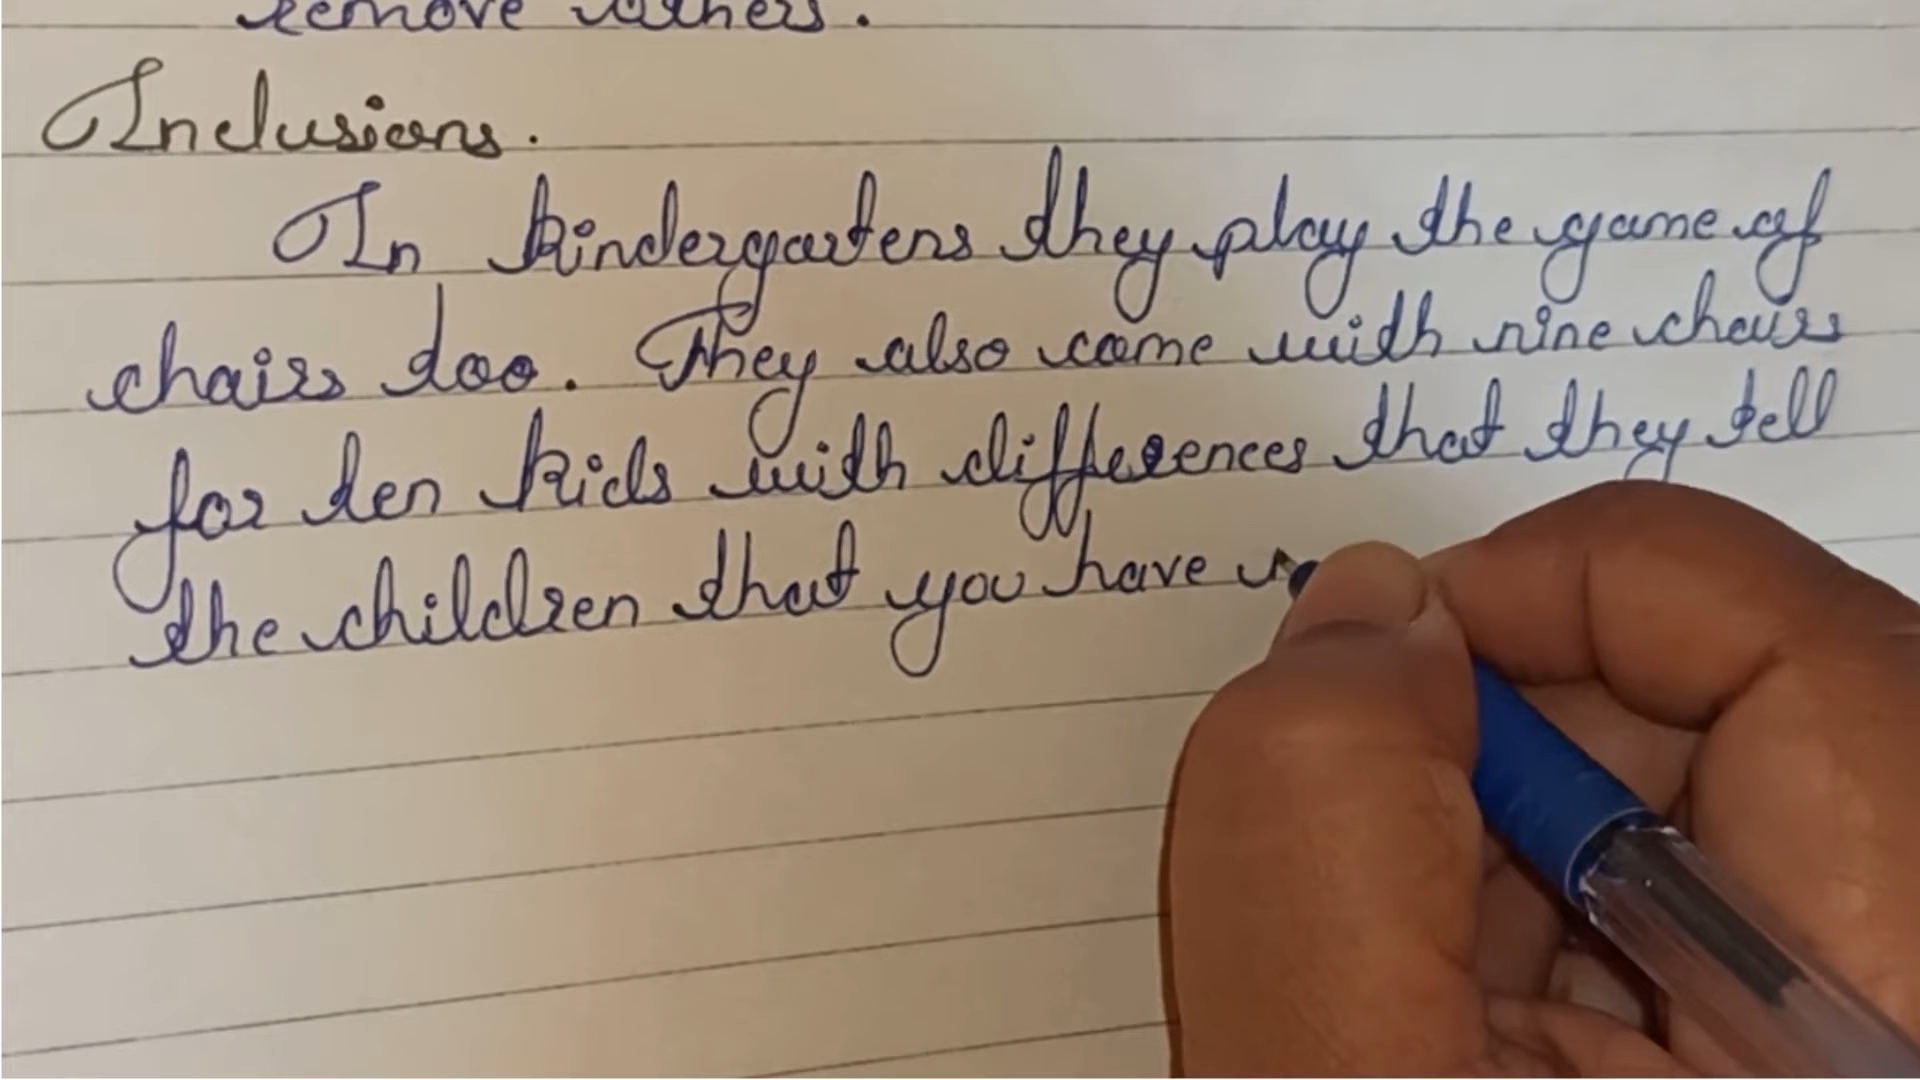 remove others.
Inclusions.
In kindergartens they play the game of
chairs too. They also come with nine chairs
for ten kids with differences that they tell
the children that you have